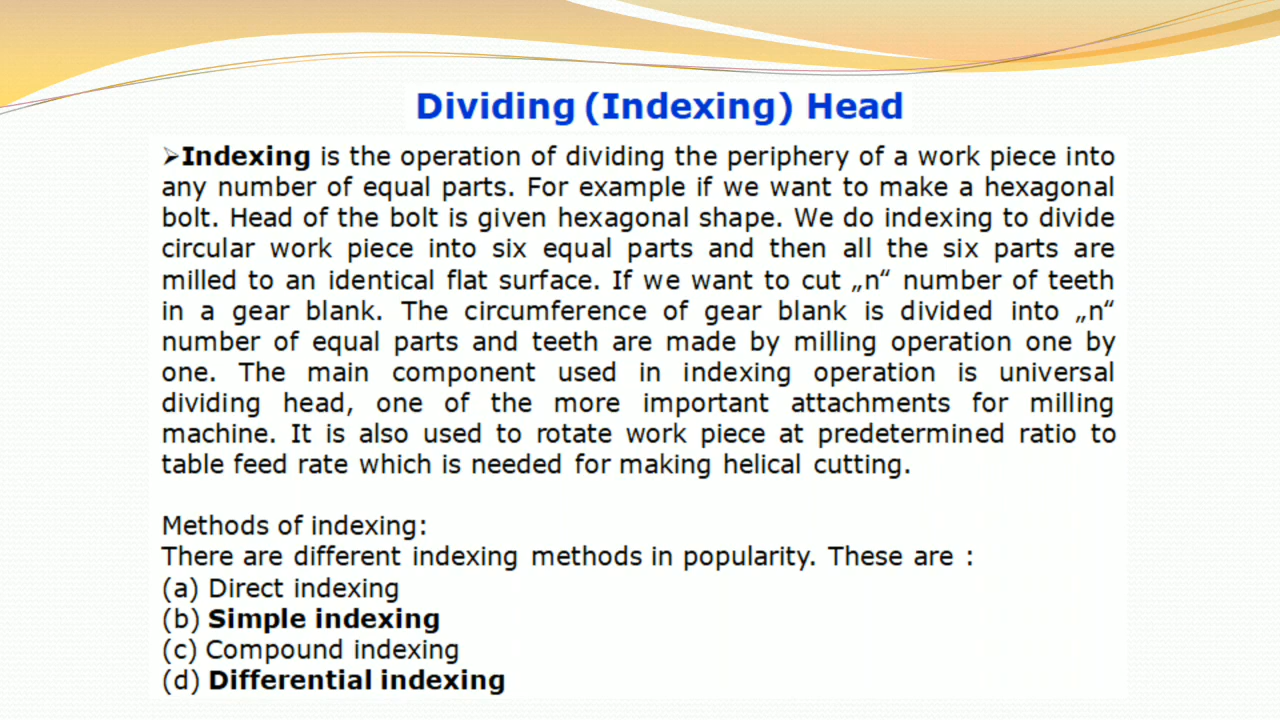 Dividing (Indexing) Head
➢Indexing is the operation of dividing the periphery of a work piece into
any number of equal parts. For example if we want to make a hexagonal
bolt. Head of the bolt is given hexagonal shape. We do indexing to divide
circular work piece into six equal parts and then all the six parts are
milled to an identical flat surface. If we want to cut „n“ number of teeth
in a gear blank. The circumference of gear blank is divided into „n“
number of equal parts and teeth are made by milling operation one by
one. The main component used in indexing operation is universal
dividing head, one of the more important attachments for milling
machine. It is also used to rotate work piece at predetermined ratio to
table feed rate which is needed for making helical cutting.
Methods of indexing:
There are different indexing methods in popularity. These are :
(a) Direct indexing
(b) Simple indexing
(c) Compound indexing
(d) Differential indexing